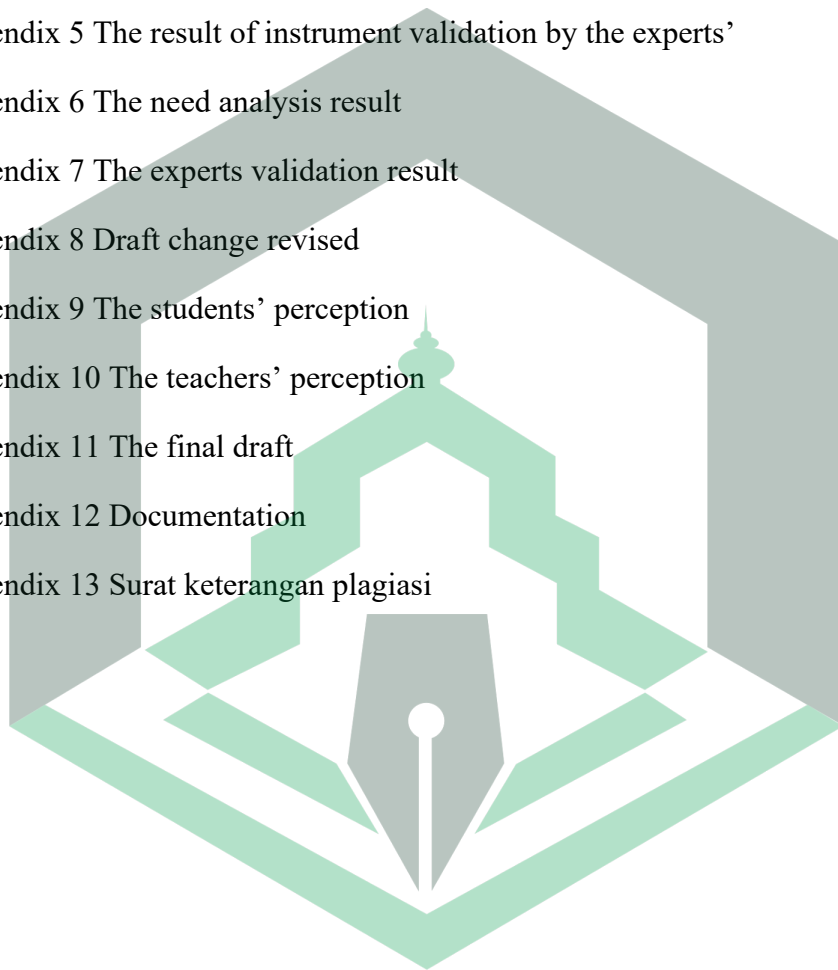 endix 5 The result of instrument validation by the experts’
endix 6 The need analysis result
endix 7 The experts validation result
endix 8 Draft change revised
endix 9 The students’ perception
endix 10 The teachers’ perception
endix 11 The final draft
endix 12 Documentation
endix 13 Surat keterangan plagiasi